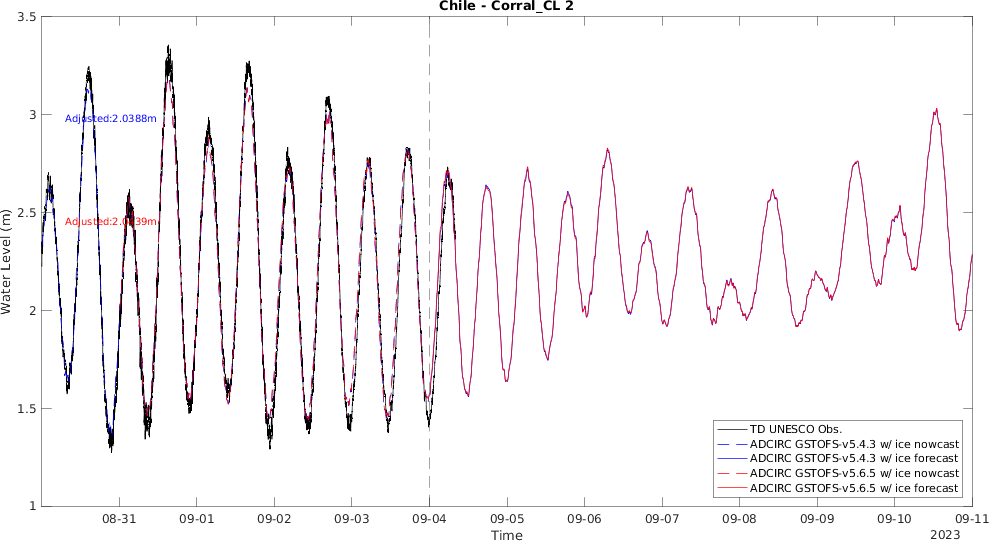 Chile - Corral_CL 2
Water Level (m)
3.5
3
2.5
2
1.5
1
Adjusted:2.0388m
Adjusted:2.0439m
TD UNESCO Obs.
ADCIRC GSTOFS-v5.4.3 w/ ice nowcast
ADCIRC GSTOFS-v5.4.3 w/ ice forecast
ADCIRC GSTOFS-v5.6.5 w/ ice nowcast
ADCIRC GSTOFS-v5.6.5 w/ ice forecast
08-31 09-01 09-02 09-03 09-04 09-05 09-06 09-07 09-08 09-09 09-10 09-11
Time
2023